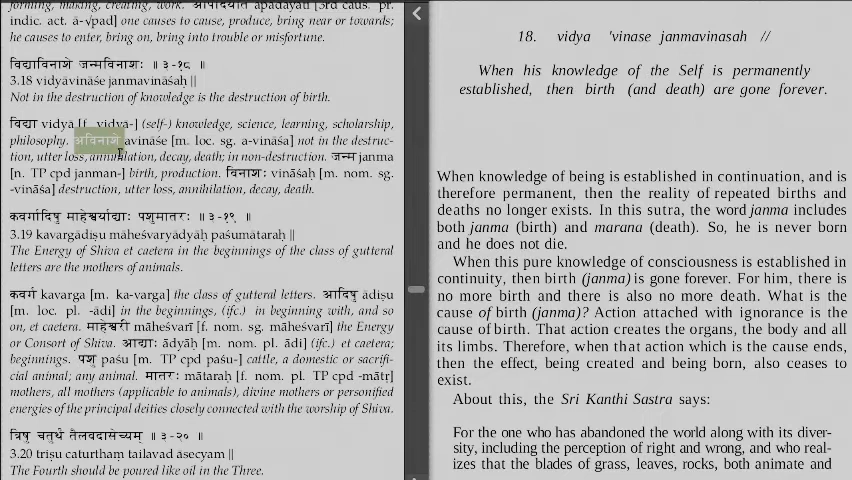 forming, making, creating, work. आपादयति āpādayati [3rd caus. pr.
indic. act. ā-√pad] one causes to cause, produce, bring near or towards;
he causes to enter, bring on, bring into trouble or misfortune.
विद्याविनाशे जन्मविनाशः ॥ ३-१८ ॥
3.18 vidyāvināśe janmavināśaḥ ||
Not in the destruction of knowledge is the destruction of birth.
विद्या vidyā [f. vidyā-] (self-) knowledge, science, learning, scholarship,
philosophy. अविनाशे avināśe [m. loc. sg. a-vināśa] not in the destruc-
tion, utter loss, annihilation, decay, death; in non-destruction. जन्म janma
[n. TP cpd janman-] birth, production. विनाशः vināśaḥ [m. nom. sg.
-vināśa] destruction, utter loss, annihilation, decay, death.
कवर्गादिषु माहेश्वर्याद्याः पशुमातरः ॥ ३-१९ ॥
3.19 kavargādiṣu māheśvaryādyāḥ paśumātaraḥ ||
The Energy of Shiva et caetera in the beginnings of the class of gutteral
letters are the mothers of animals.
कवर्ग kavarga [m. ka-varga] the class of gutteral letters. आदिषु ādiṣu
[m. loc. pl. -ādi] in the beginnings, (ifc.) in beginning with, and so
on, et caetera. माहेश्वरी māheśvarī [f. nom. sg. māheśvarī] the Energy
or Consort of Shiva. आद्याः ādyāḥ [m. nom. pl. ādi] (ifc.) et caetera;
beginnings. पशु paśu [m. TP cpd paśu-] cattle, a domestic or sacrifi-
cial animal; any animal. मातरः mātaraḥ [f. nom. pl. TP cpd -mātṛ]
mothers, all mothers (applicable to animals), divine mothers or personified
energies of the principal deities closely connected with the worship of Shiva.
त्रिषु चतुर्थं तैलवदासेच्यम् ॥ ३-२० ॥
3.20 triṣu caturthaṃ tailavad āsecyam ||
The Fourth should be poured like oil in the Three.
18. vidya 'vinase janmavinasah //
When his knowledge of the Self is permanently
established, then birth (and death) are gone forever.
When knowledge of being is established in continuation, and is
therefore permanent, then the reality of repeated births and
deaths no longer exists. In this sutra, the word janma includes
both janma (birth) and marana (death). So, he is never born
and he does not die.
When this pure knowledge of consciousness is established in
continuity, then birth (janma) is gone forever. For him, there is
no more birth and there is also no more death. What is the
cause of birth (janma)? Action attached with ignorance is the
cause of birth. That action creates the organs, the body and all
its limbs. Therefore, when that action which is the cause ends,
then the effect, being created and being born, also ceases to
exist.
About this, the Sri Kanthi Sastra says:
For the one who has abandoned the world along with its diver-
sity, including the perception of right and wrong, and who real-
izes that the blades of grass, leaves, rocks, both animate and